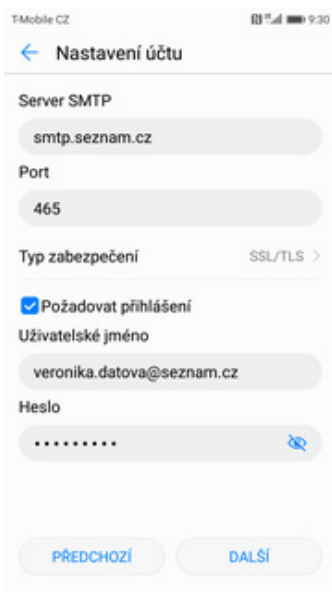 T-Mobile CZ 9:30
Nastavení účtu
Server SMTP
smtp.seznam.cz
Port
465
Typ zabezpečení SSL/TLS
Požadovat přihlášení
Uživatelské jméno
veronika.datova@seznam.cz
Heslo
•••••••••
PŘEDCHOZÍ DALŠÍ